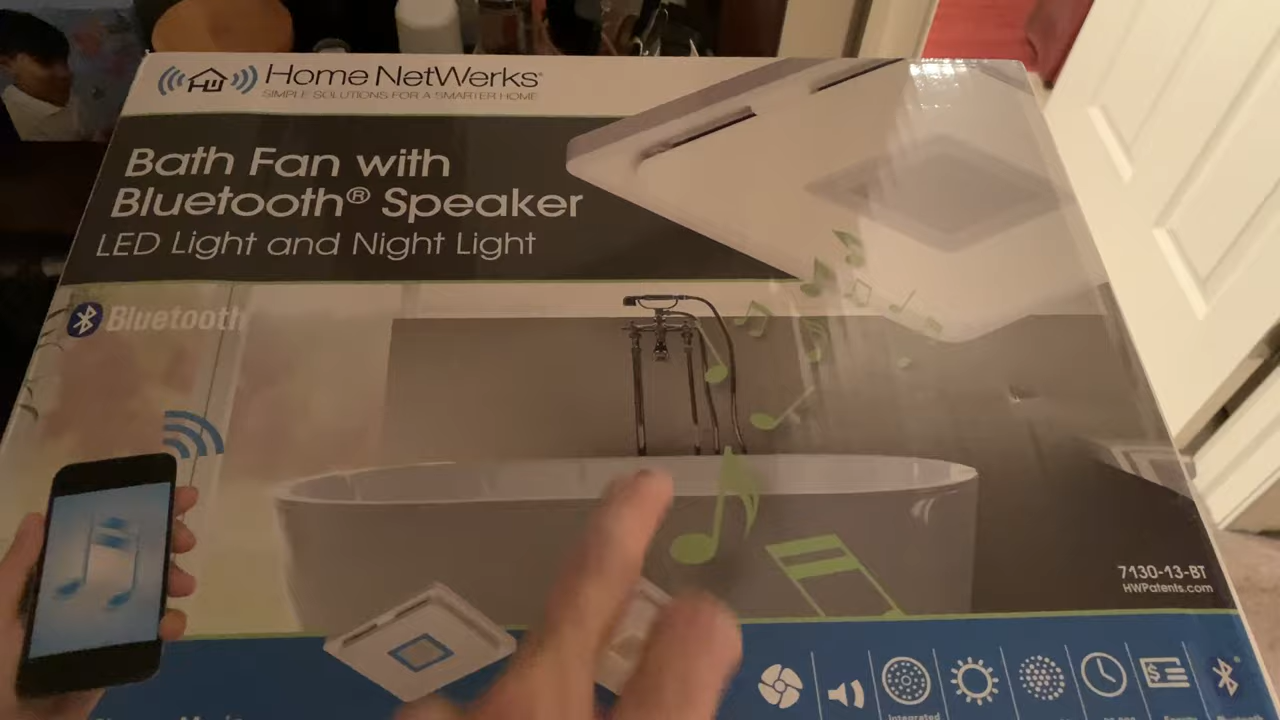 Home NetWerks®
SIMPLE SOLUTIONS FOR A SMARTER HOME
Bath Fan with
Bluetooth® Speaker
LED Light and Night Light
Bluetooth
7130-13-BT
HWPatents.com
Integrated